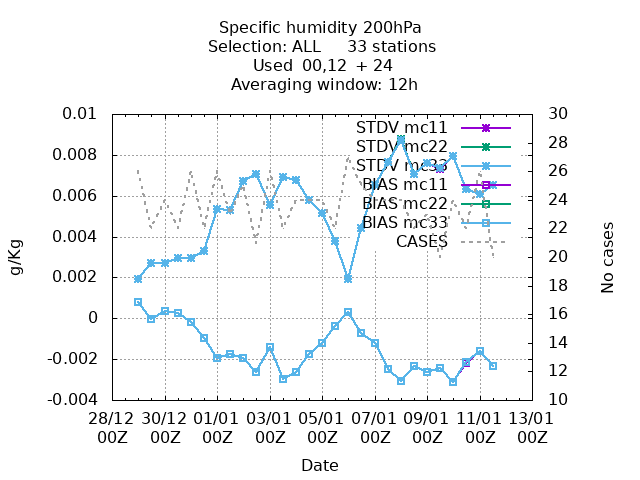 Specific humidity 200hPa
Selection: ALL 33 stations
Used 00,12 + 24
Averaging window: 12h
0.01
0.008
0.006
0.004
0.002
0
-0.002
-0.004
g/Kg
30
28
26
24
22
20
18
16
14
12
10
No cases
STDV mc11
STDV mc22
STDV mc33
BIAS mc11
BIAS mc22
BIAS mc33
CASES
28/12 30/12 01/01 03/01 05/01 07/01 09/01 11/01 13/01
00Z 00Z 00Z 00Z 00Z 00Z 00Z 00Z 00Z
Date